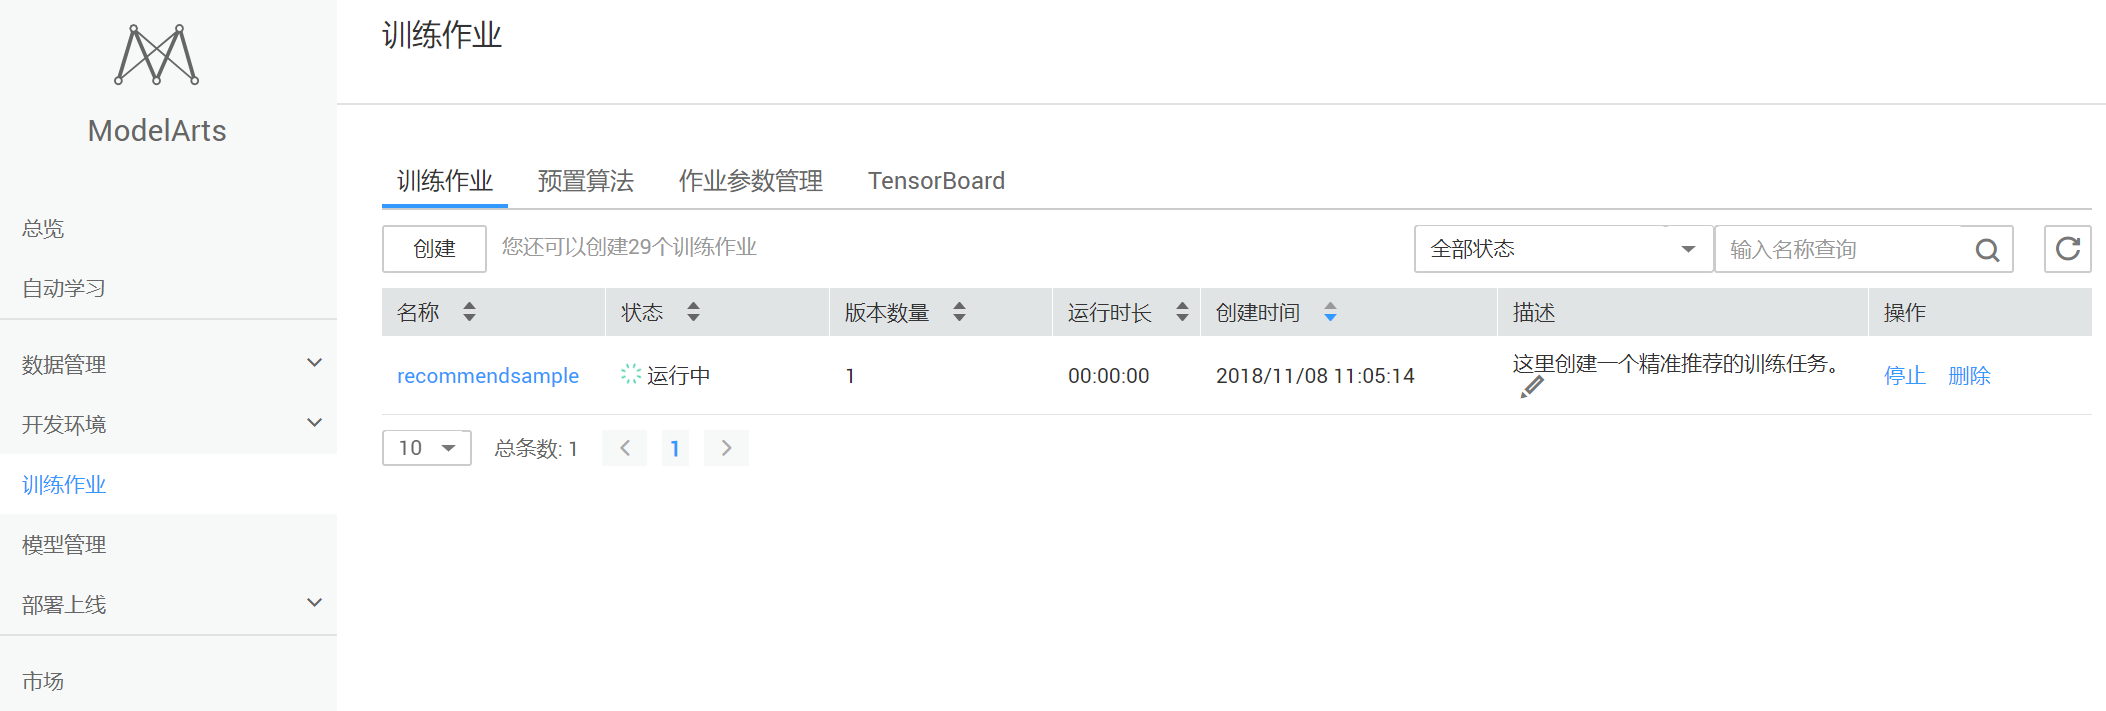 训练作业
ModelArts
总览
自动学习
数据管理
开发环境
训练作业
模型管理
部署上线
市场
训练作业 预置算法 作业参数管理 TensorBoard
创建 您还可以创建29个训练作业 全部状态 输入名称查询
名称 状态 版本数量 运行时长 创建时间 描述 操作
recommendsample 运行中 1 00:00:00 2018/11/08 11:05:14 这里创建一个精准推荐的训练任务。 停止 删除
10 总条数: 1 1